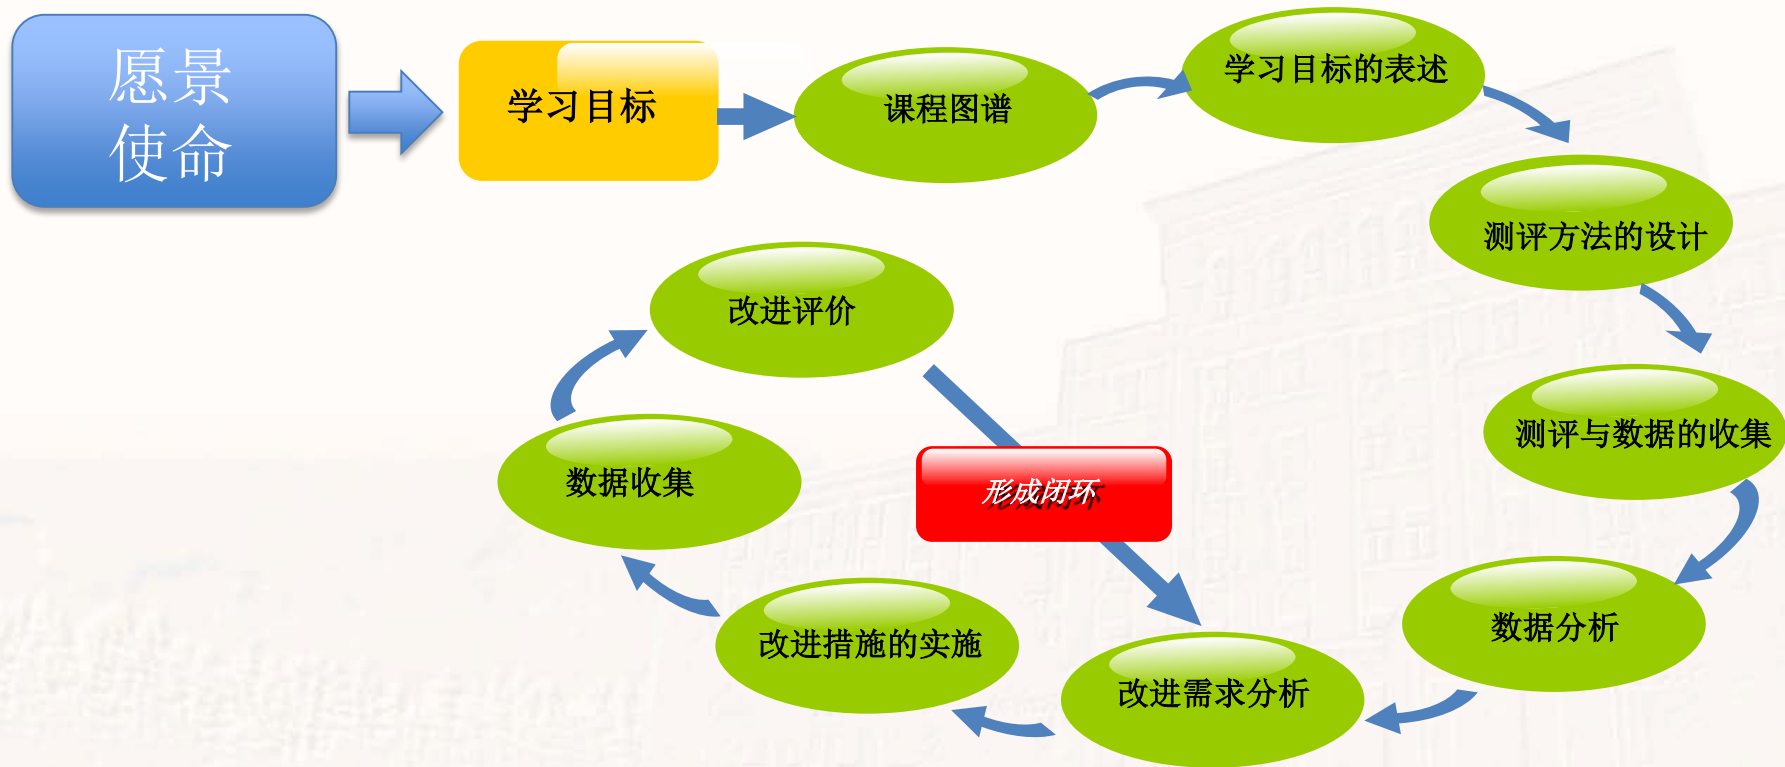 愿景
使命
学习目标
课程图谱
学习目标的表述
测评方法的设计
测评与数据的收集
数据分析
改进需求分析
改进措施的实施
数据收集
改进评价
形成闭环